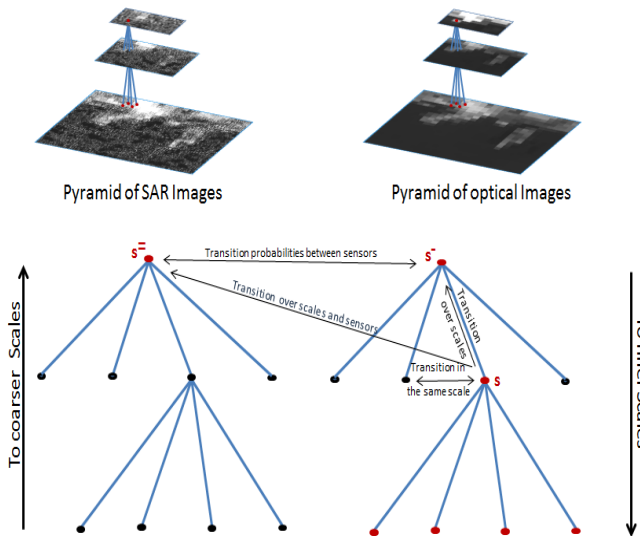 Pyramid of SAR Images
Pyramid of optical Images
s=
Transition probabilities between sensors
s-
Transition over scales and sensors
Transition
over scales
Transition in
the same scale
s
To coarser Scales